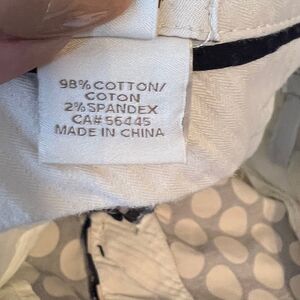 98% COTTON/
COTON
2% SPANDEX
CA# 56445
MADE IN CHINA